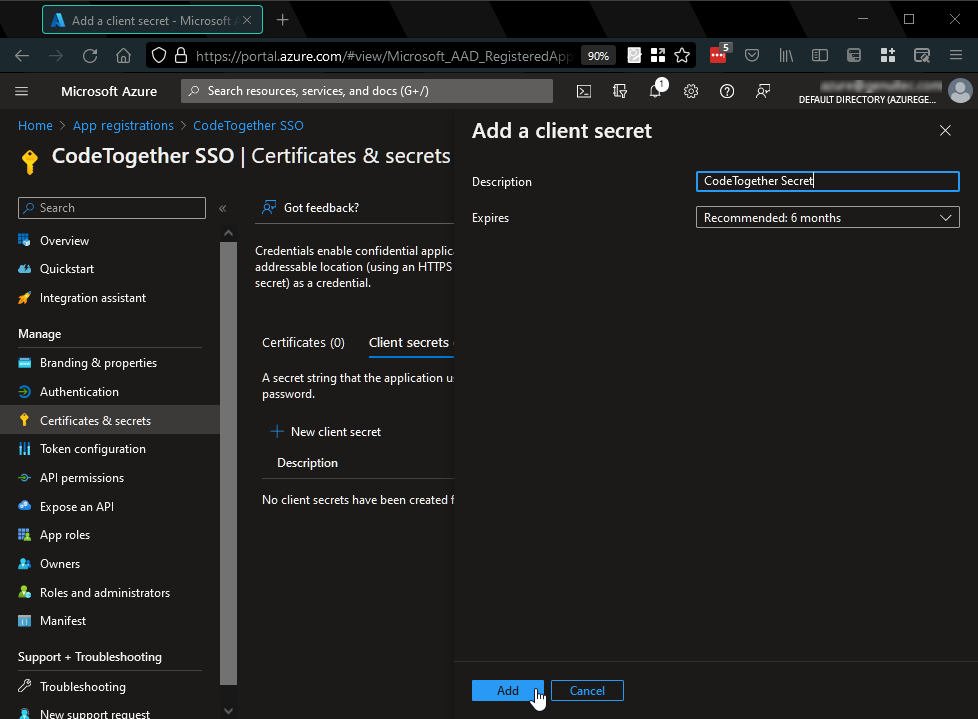 Add a client secret - Microsoft A
https://portal.azure.com/#view/Microsoft_AAD_RegisteredApp
90%
5
Microsoft Azure
Search resources, services, and docs (G+/)
1
DEFAULT DIRECTORY (AZUREGE...
Home > App registrations > CodeTogether SSO
CodeTogether SSO | Certificates & secrets
Search
«
Overview
Quickstart
Integration assistant
Manage
Branding & properties
Authentication
Certificates & secrets
Token configuration
API permissions
Expose an API
App roles
Owners
Roles and administrators
Manifest
Support + Troubleshooting
Troubleshooting
New support request
Got feedback?
Credentials enable confidential applic
addressable location (using an HTTPS
secret) as a credential.
Certificates (0)
Client secrets (
A secret string that the application us
password.
New client secret
Description
No client secrets have been created f
Add a client secret
Description
CodeTogether Secret
Expires
Recommended: 6 months
Add
Cancel